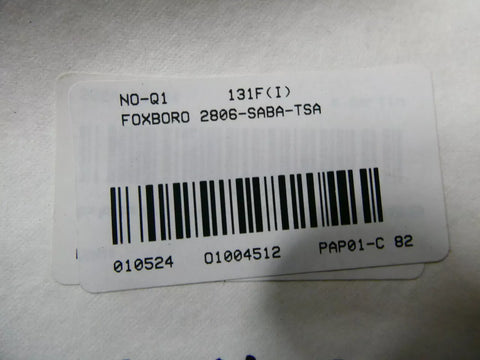 NO-Q1 131F(I)
FOXBORO 2806-SABA-TSA
010524 01004512 PAP01-C 82